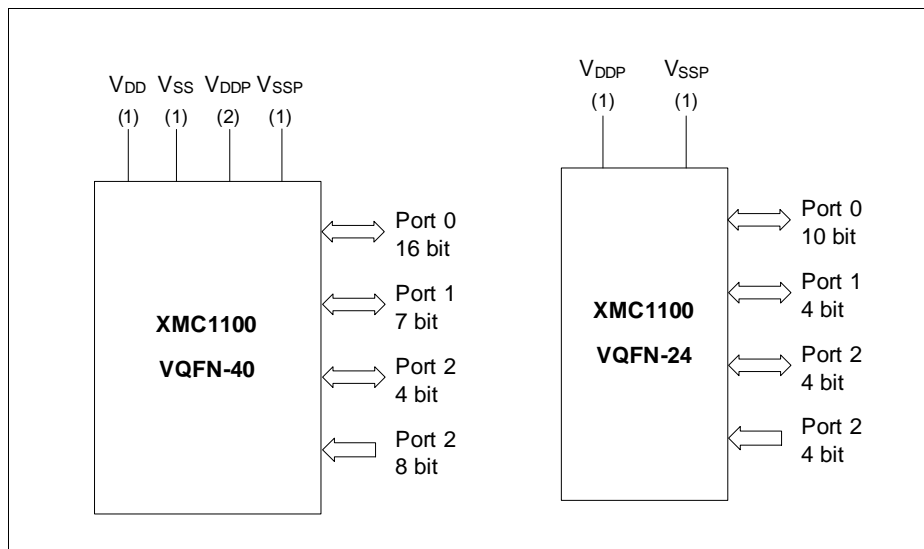 VDD VSS VDDP VSSP
(1) (1) (2) (1)
XMC1100
VQFN-40
Port 0
16 bit
Port 1
7 bit
Port 2
4 bit
Port 2
8 bit
VDDP VSSP
(1) (1)
XMC1100
VQFN-24
Port 0
10 bit
Port 1
4 bit
Port 2
4 bit
Port 2
4 bit